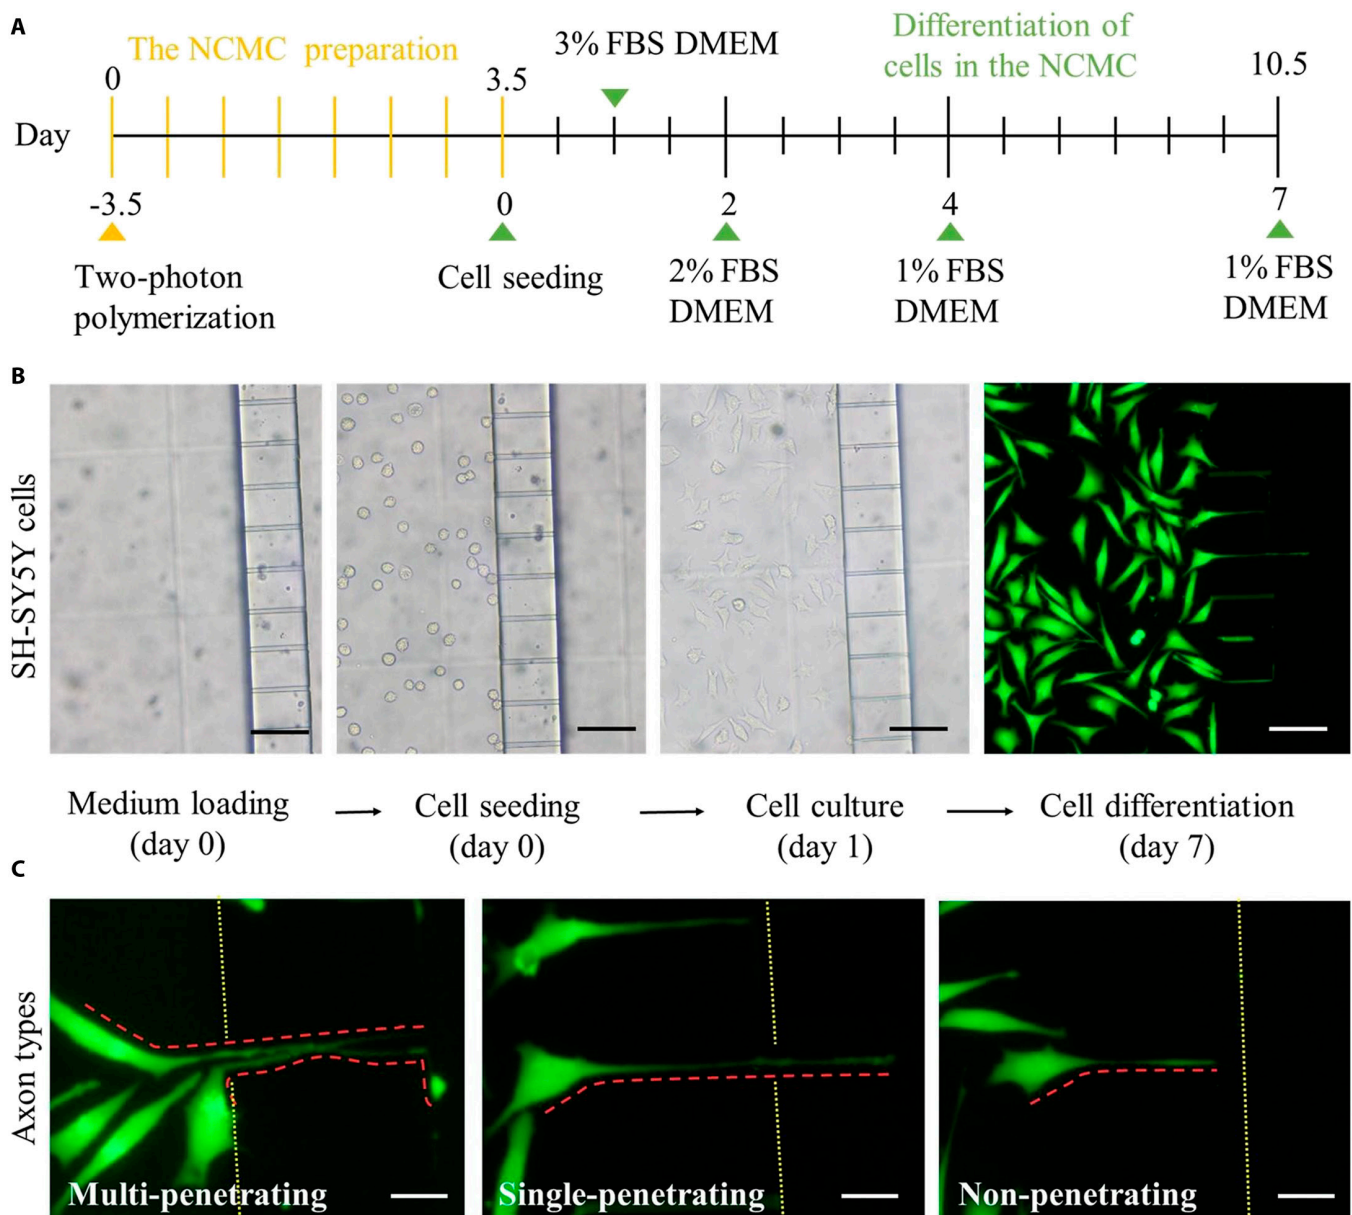 A
The NCMC preparation
3% FBS DMEM
Differentiation of
cells in the NCMC
0
3.5
10.5
Day
-3.5
0
2
4
7
Two-photon
polymerization
Cell seeding
2% FBS
DMEM
1% FBS
DMEM
1% FBS
DMEM
B
SH-SY5Y cells
Medium loading
(day 0)
Cell seeding
(day 0)
Cell culture
(day 1)
Cell differentiation
(day 7)
C
Axon types
Multi-penetrating
Single-penetrating
Non-penetrating